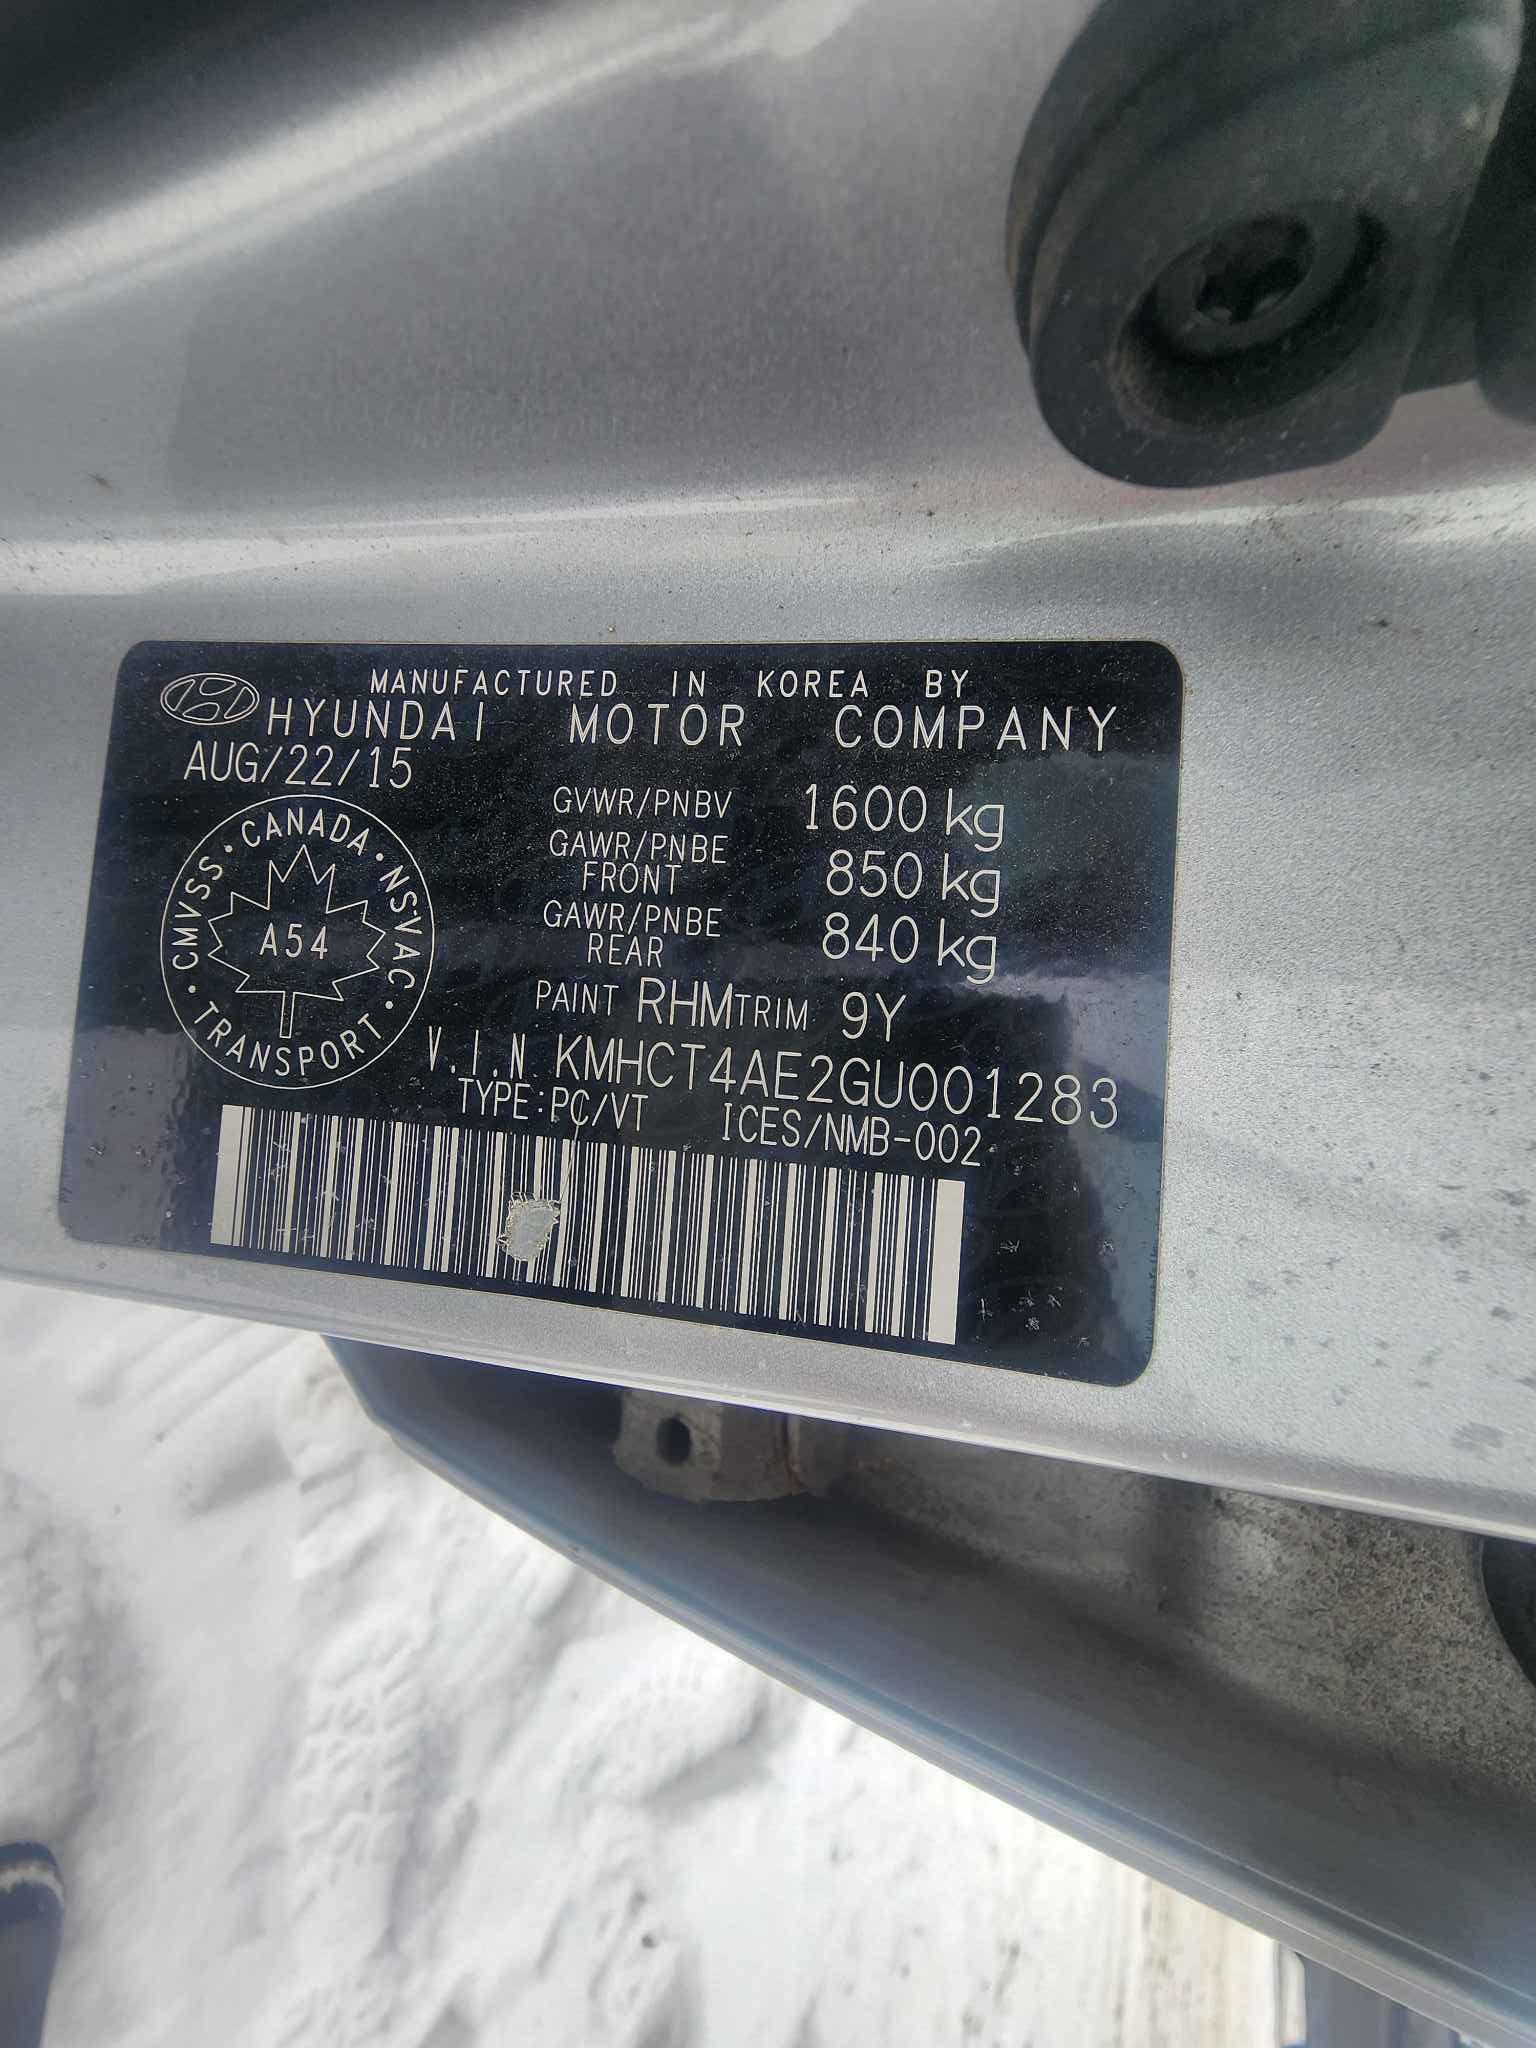 MANUFACTURED IN KOREA BY
HYUNDAI MOTOR COMPANY
AUG/22/15
GVWR/PNBV 1600 kg
GAWR/PNBE FRONT 850 kg
GAWR/PNBE REAR 840 kg
CMVSS · CANADA · NSVAC · TRANSPORT ·
A54
PAINT RHM TRIM 9Y
V.I.N KMHCT4AE2GU001283
TYPE:PC/VT ICES/NMB-002